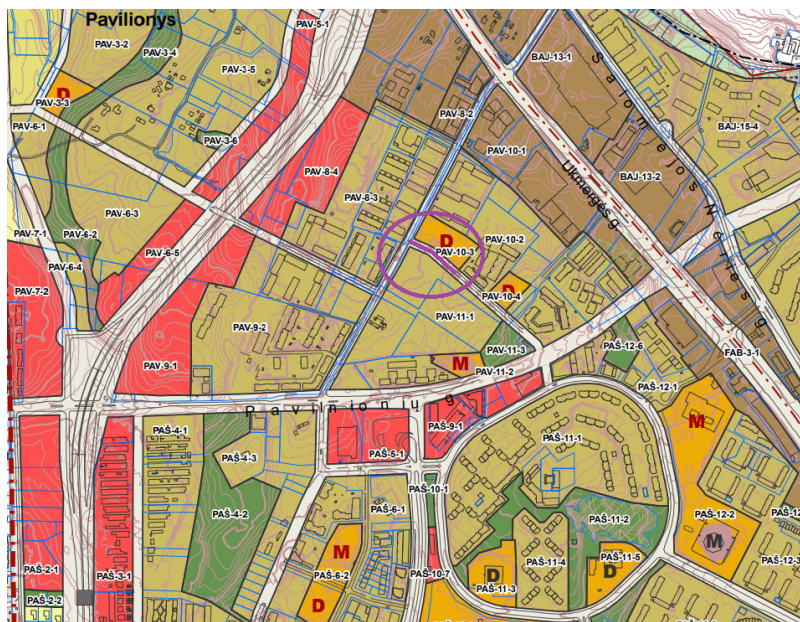 Pavilionys
PAV-5-1
PAV-3-2
PAV-3-4
PAV-3-5
BAJ-13-1
Salomėjos Nėries g.
D
PAV-3-3
PAV-6-1
PAV-8-2
BAJ-15-4
PAV-3-6
PAV-10-1
PAV-8-4
BAJ-13-2
Ukmergės g.
PAV-8-3
PAV-6-3
PAV-7-1
PAV-6-2
D
PAV-10-2
PAV-6-5
PAV-10-3
PAV-6-4
PAV-7-2
D
PAV-10-4
PAV-9-2
PAV-11-1
PAŠ-12-6
PAV-11-3
FAB-3-1
PAV-9-1
M
PAV-11-2
PAŠ-12-1
Pavilnionių g.
M
PAŠ-4-1
PAŠ-9-1
PAŠ-11-1
PAŠ-4-3
PAŠ-5-1
PAŠ-10-1
PAŠ-4-2
PAŠ-6-1
PAŠ-11-2
PAŠ-12-2
M
M
PAŠ-11-5
PAŠ-2-1
PAŠ-3-1
PAŠ-6-2
PAŠ-10-7
D
PAŠ-11-3
PAŠ-11-4
D
PAŠ-12-3
PAŠ-2-2
D